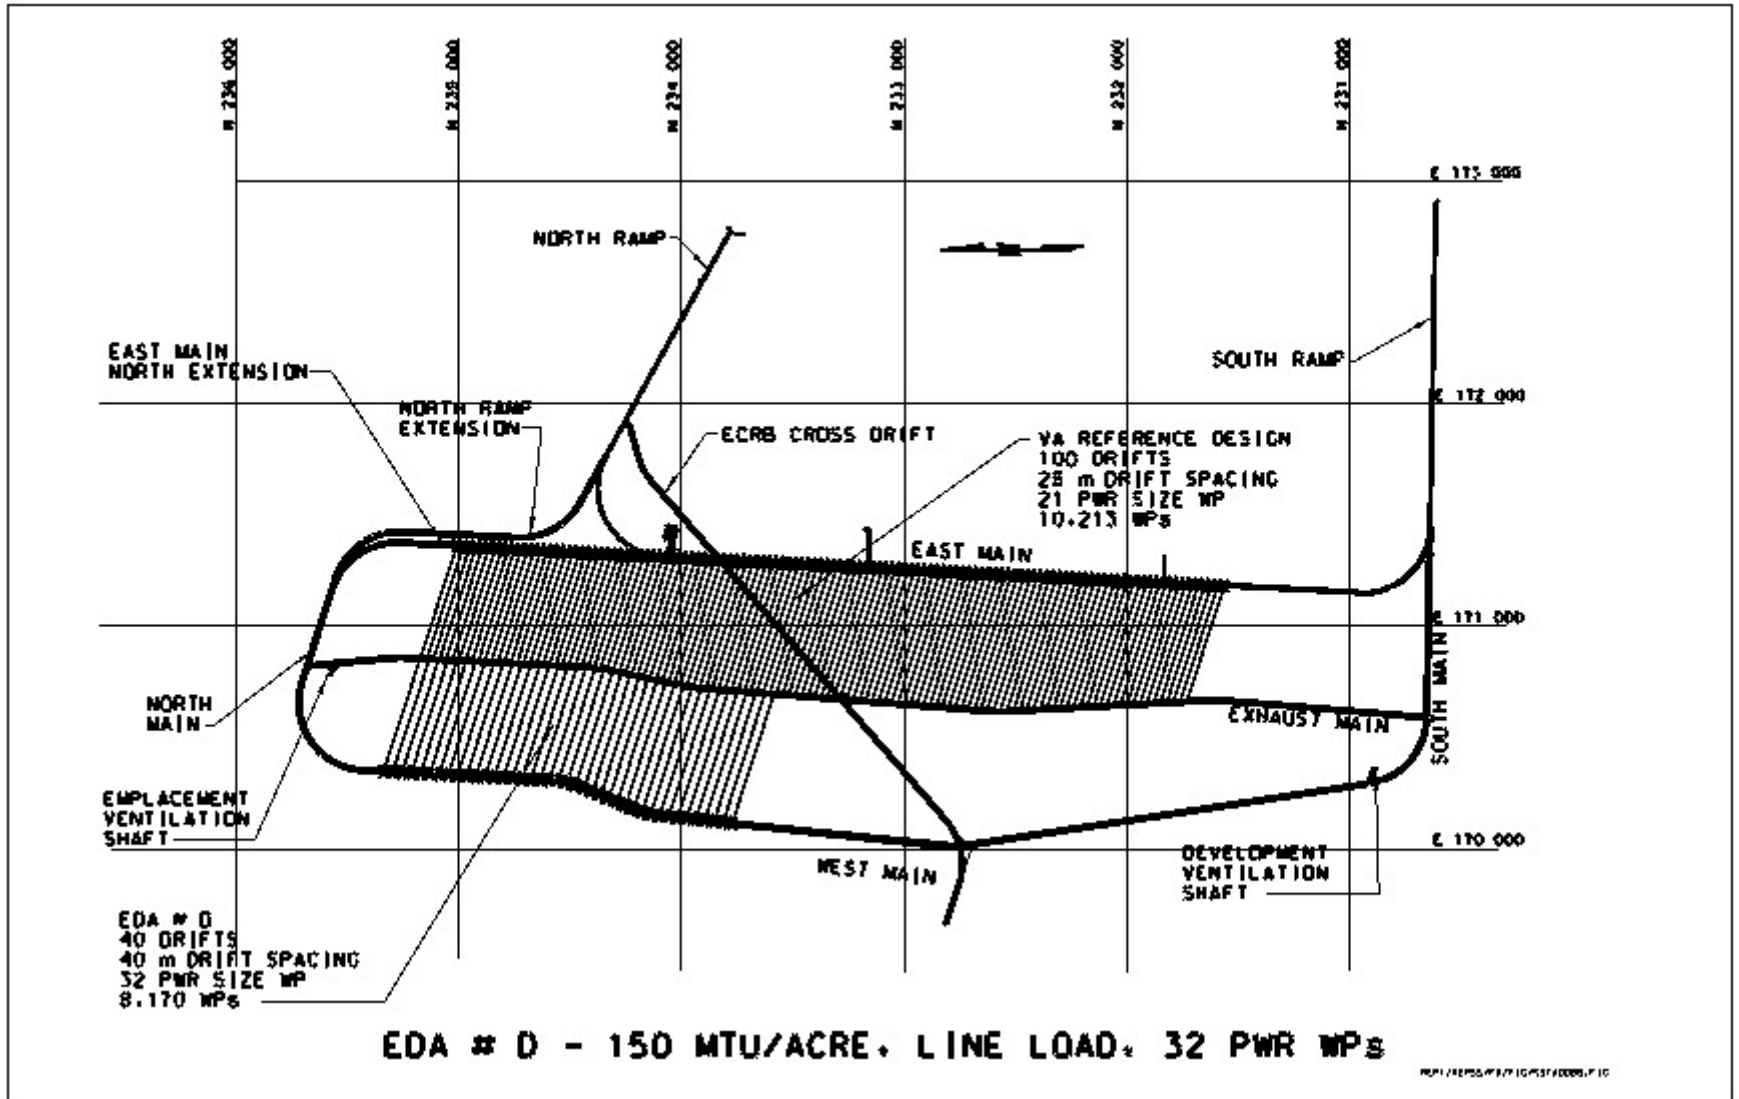 N 236 000
N 235 000
N 234 000
N 233 000
N 232 000
N 231 000
E 173 000
NORTH RAMP
EAST MAIN
NORTH EXTENSION
SOUTH RAMP
E 172 000
NORTH RAMP
EXTENSION
ECRB CROSS DRIFT
VA REFERENCE DESIGN
100 DRIFTS
28 m DRIFT SPACING
21 PWR SIZE WP
10,213 WPs
EAST MAIN
E 171 000
SOUTH MAIN
NORTH
MAIN
EXHAUST MAIN
EMPLACEMENT
VENTILATION
SHAFT
E 170 000
WEST MAIN
DEVELOPMENT
VENTILATION
SHAFT
EDA # D
40 DRIFTS
40 m DRIFT SPACING
32 PWR SIZE WP
8,170 WPs
EDA # D - 150 MTU/ACRE, LINE LOAD, 32 PWR WPs